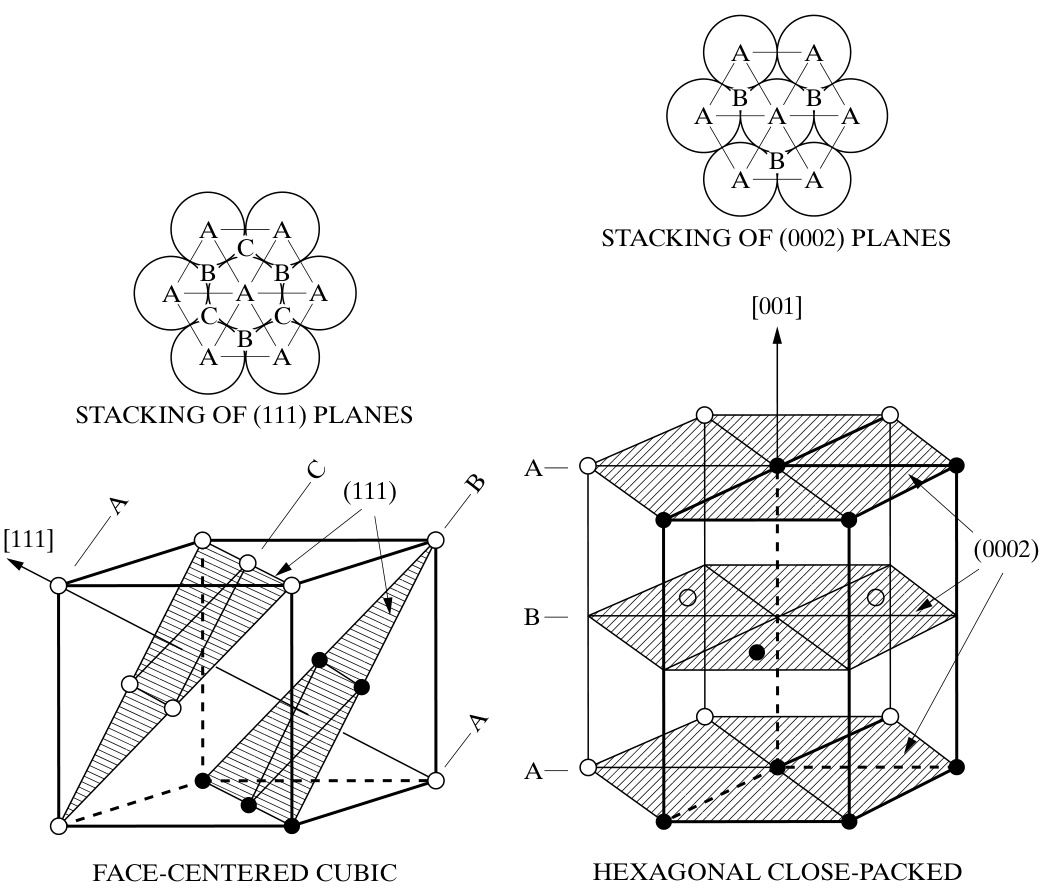 A A
B B
A A A
B
A A
STACKING OF (0002) PLANES
A A
C
B B
A A A
C C
B
A A
STACKING OF (111) PLANES
[001]
A
C
(111)
B
[111]
A
A
(0002)
B
A
FACE-CENTERED CUBIC
HEXAGONAL CLOSE-PACKED